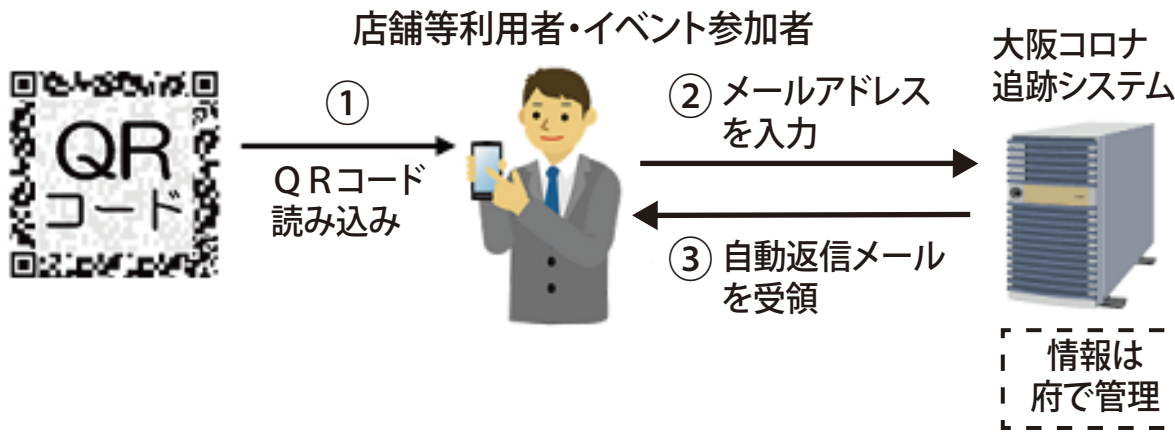 店舗等利用者・イベント参加者
QR
コード
①
QRコード
読み込み
② メールアドレス
を入力
③ 自動返信メール
を受領
大阪コロナ
追跡システム
情報は
府で管理